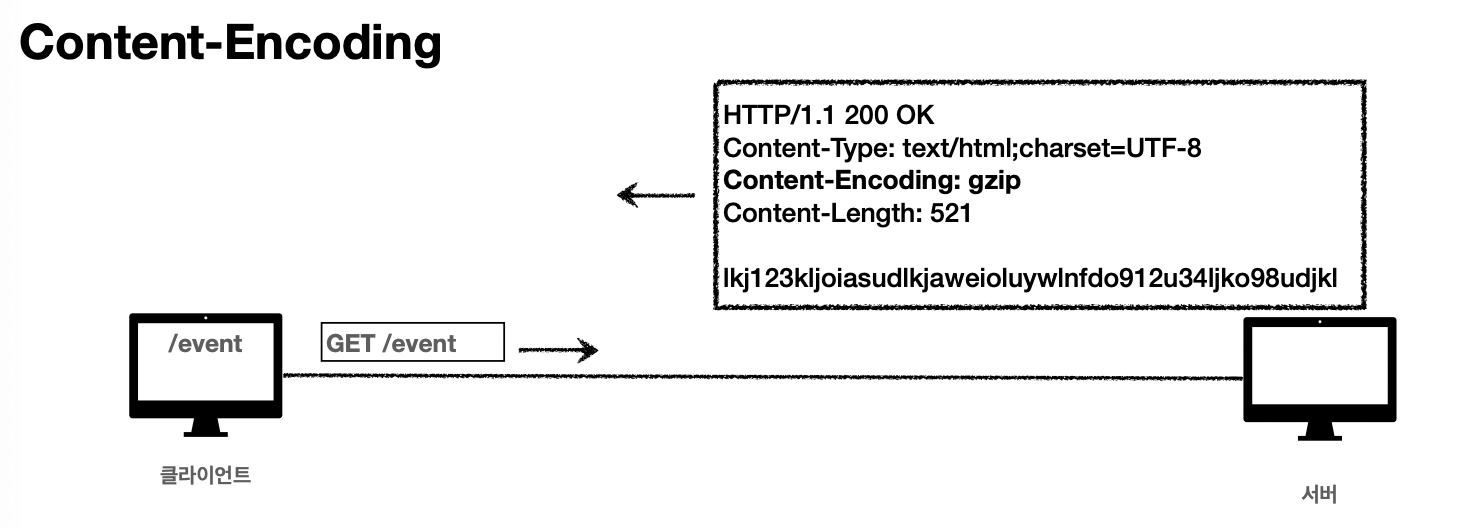 Content-Encoding
HTTP/1.1 200 OK
Content-Type: text/html;charset=UTF-8
Content-Encoding: gzip
Content-Length: 521
lkj123kljoiasudlkjaweioluywlnfdo912u34ljko98udjkl
/event
GET /event
클라이언트
서버